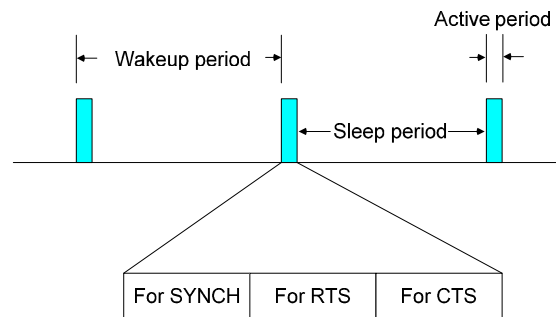 Active period
Wakeup period
Sleep period
For SYNCH
For RTS
For CTS